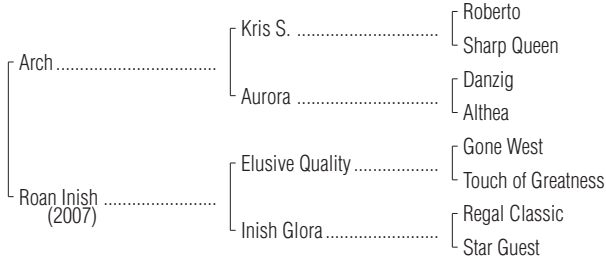 Roberto
Kris S. ................................
Sharp Queen
Arch ....................................
Danzig
Aurora ................................
Althea
Gone West
Elusive Quality ...................
Touch of Greatness
Roan Inish .........................
(2007)
Regal Classic
Inish Glora .........................
Star Guest